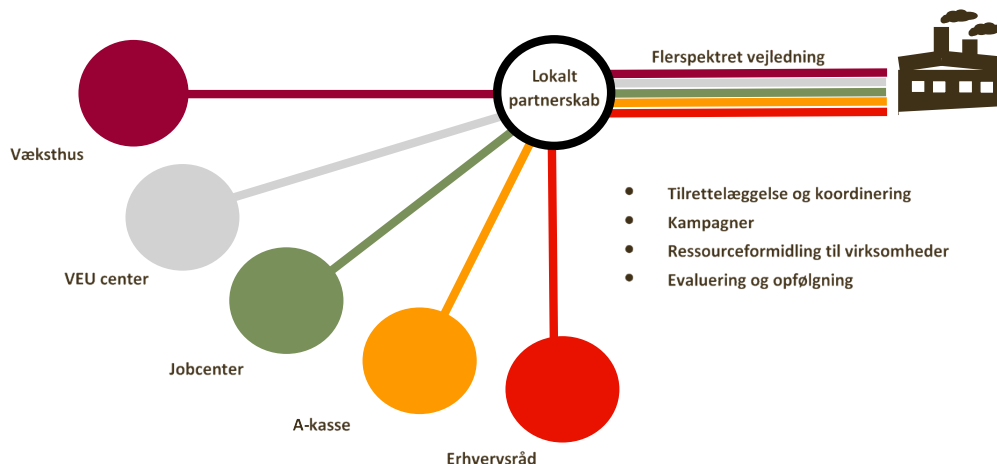 Flerspektret vejledning
Lokalt
partnerskab
Væksthus
VEU center
Jobcenter
A-kasse
Erhvervsråd
• Tilrettelæggelse og koordinering
• Kampagner
• Ressourceformidling til virksomheder
• Evaluering og opfølgning